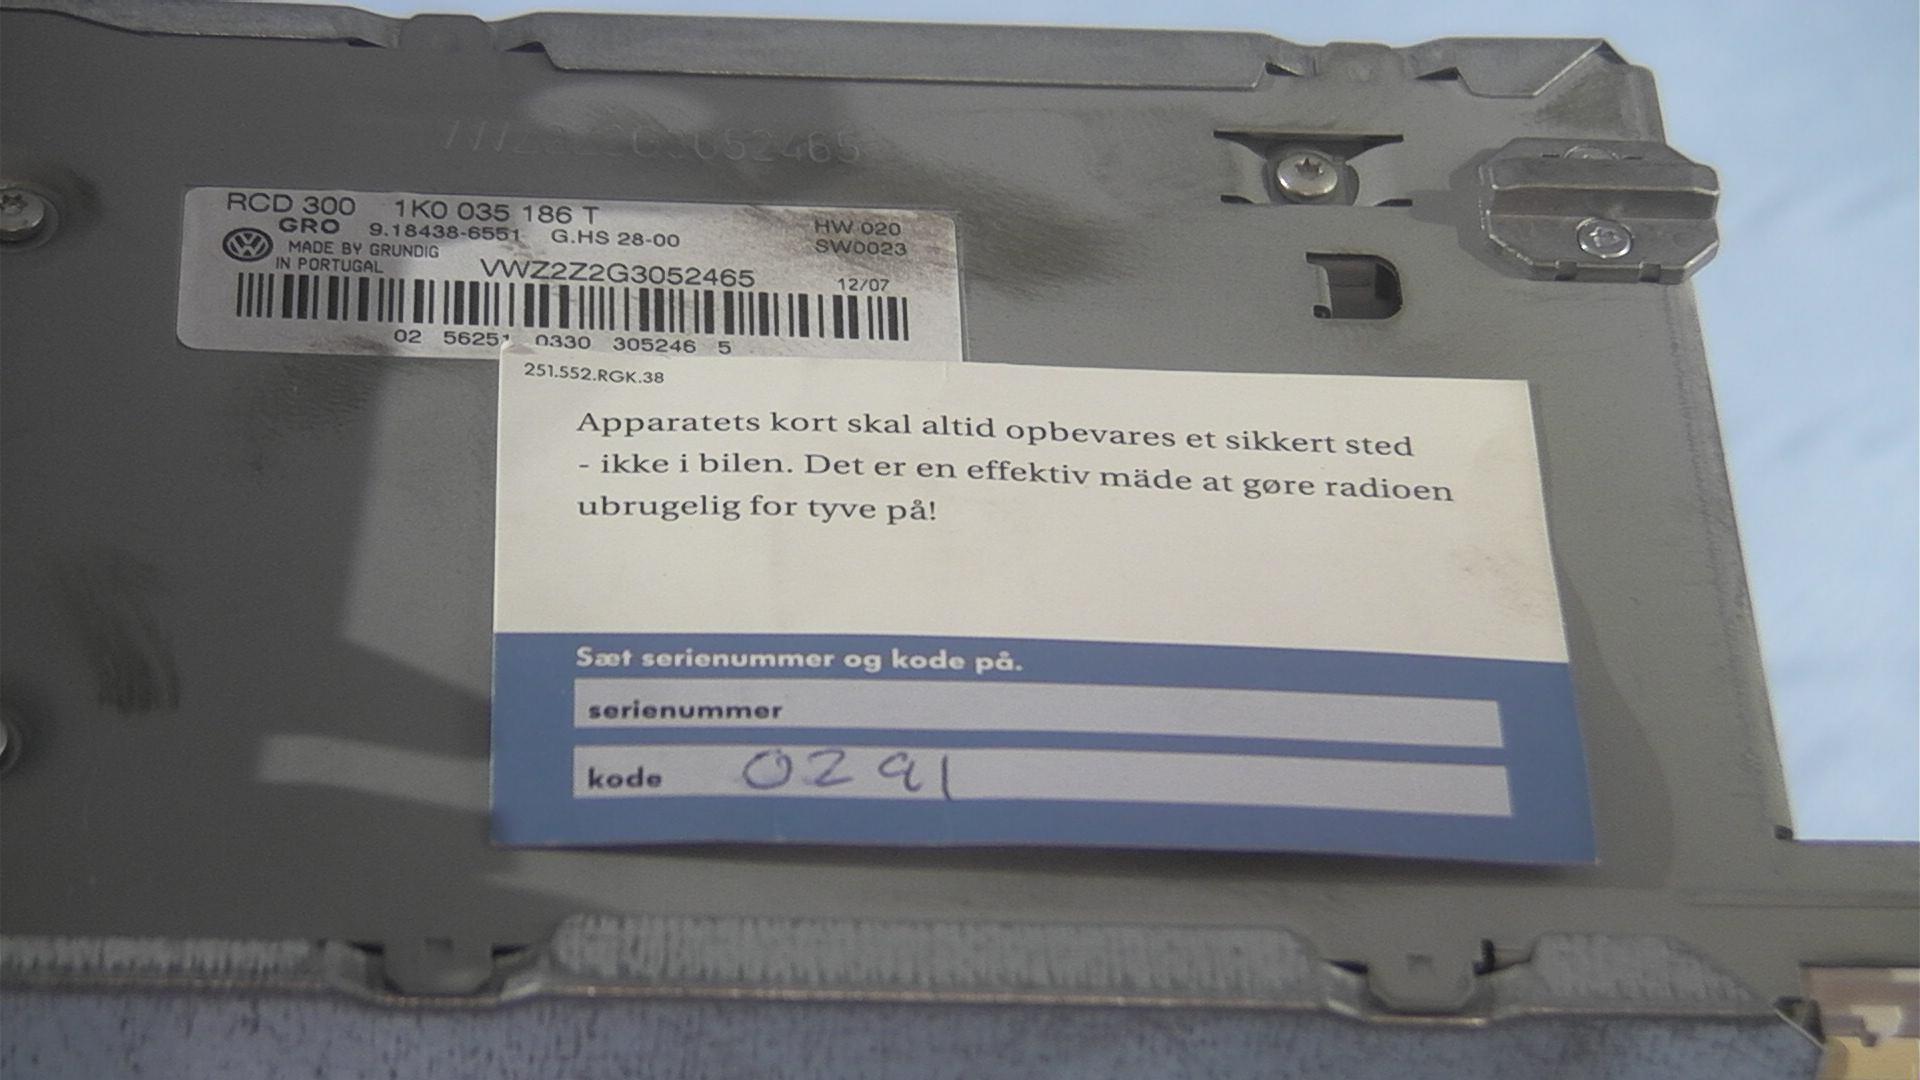 RCD 300 1K0 035 186 T
GRO 9.18438-6551 G.HS 28-00 HW 020
MADE BY GRUNDIG SW0023
IN PORTUGAL VWZ2Z2G3052465 12/07
02 56251 0330 305246 5
251.552.RGK.38
Apparatets kort skal altid opbevares et sikkert sted
- ikke i bilen. Det er en effektiv mäde at gøre radioen
ubrugelig for tyve på!
Sæt serienummer og kode på.
serienummer
kode 0291